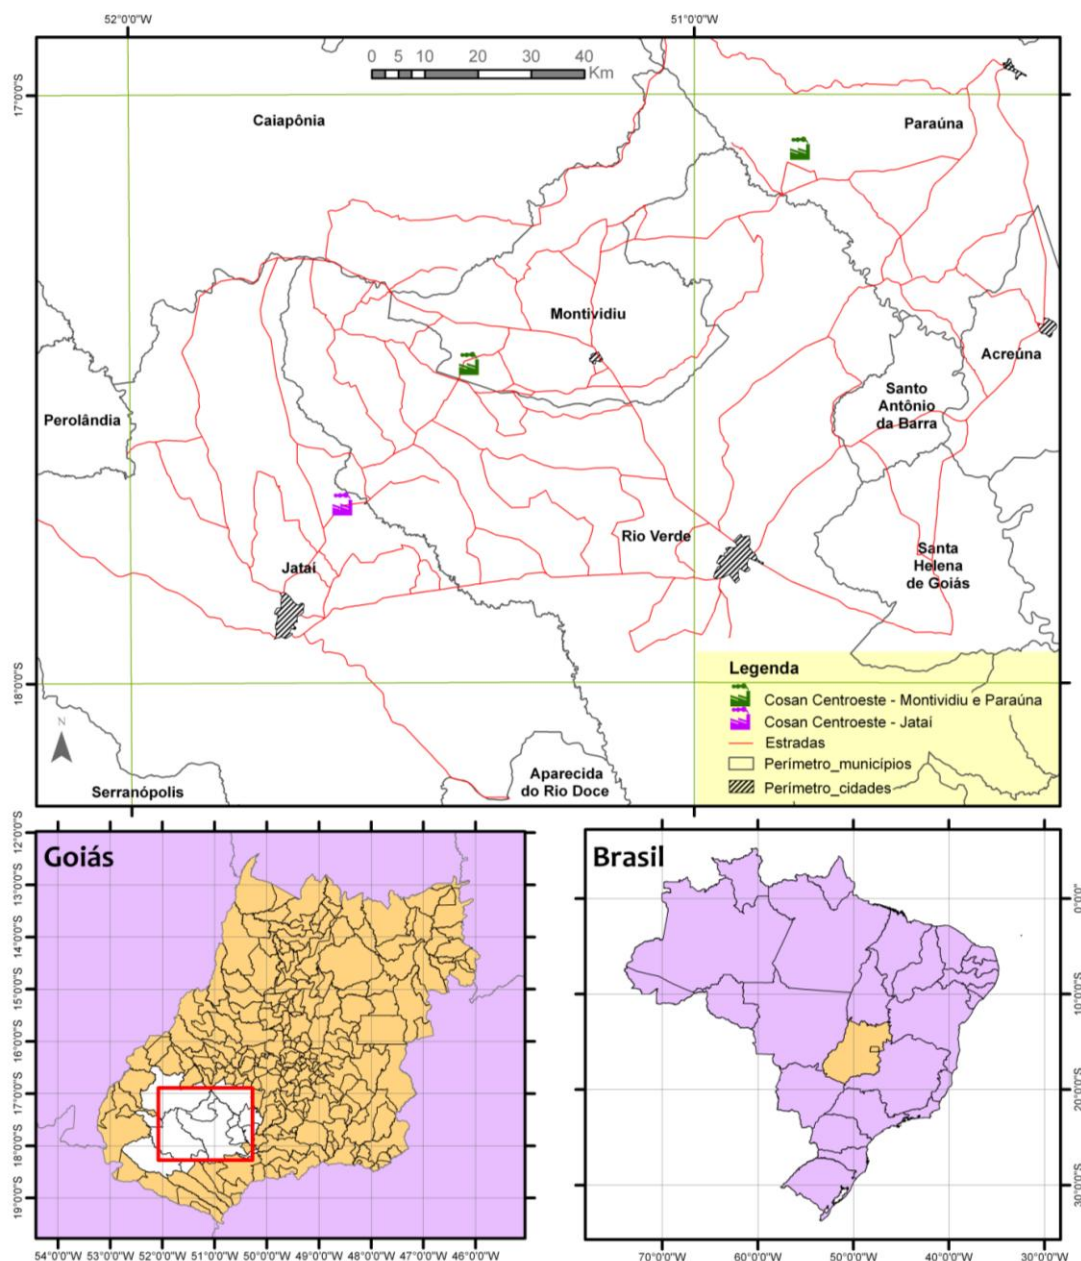 52°0'0"W
51°0'0"W
0 5 10 20 30 40
Km
17°0'0"S
18°0'0"S
Caiapônia
Paraúna
Montividiu
Acreúna
Perolândia
Santo
Antônio
da Barra
Rio Verde
Santa
Helena
de Goiás
Jataí
N
Serranópolis
Aparecida
do Rio Doce
Legenda
Cosan Centroeste - Montividiu e Paraúna
Cosan Centroeste - Jataí
Estradas
Perímetro_municípios
Perímetro_cidades
Goiás
12°0'0"S
13°0'0"S
14°0'0"S
15°0'0"S
16°0'0"S
17°0'0"S
18°0'0"S
19°0'0"S
54°0'0"W 53°0'0"W 52°0'0"W 51°0'0"W 50°0'0"W 49°0'0"W 48°0'0"W 47°0'0"W 46°0'0"W
Brasil
0°0'0"
10°0'0"S
20°0'0"S
30°0'0"S
70°0'0"W 60°0'0"W 50°0'0"W 40°0'0"W 30°0'0"W